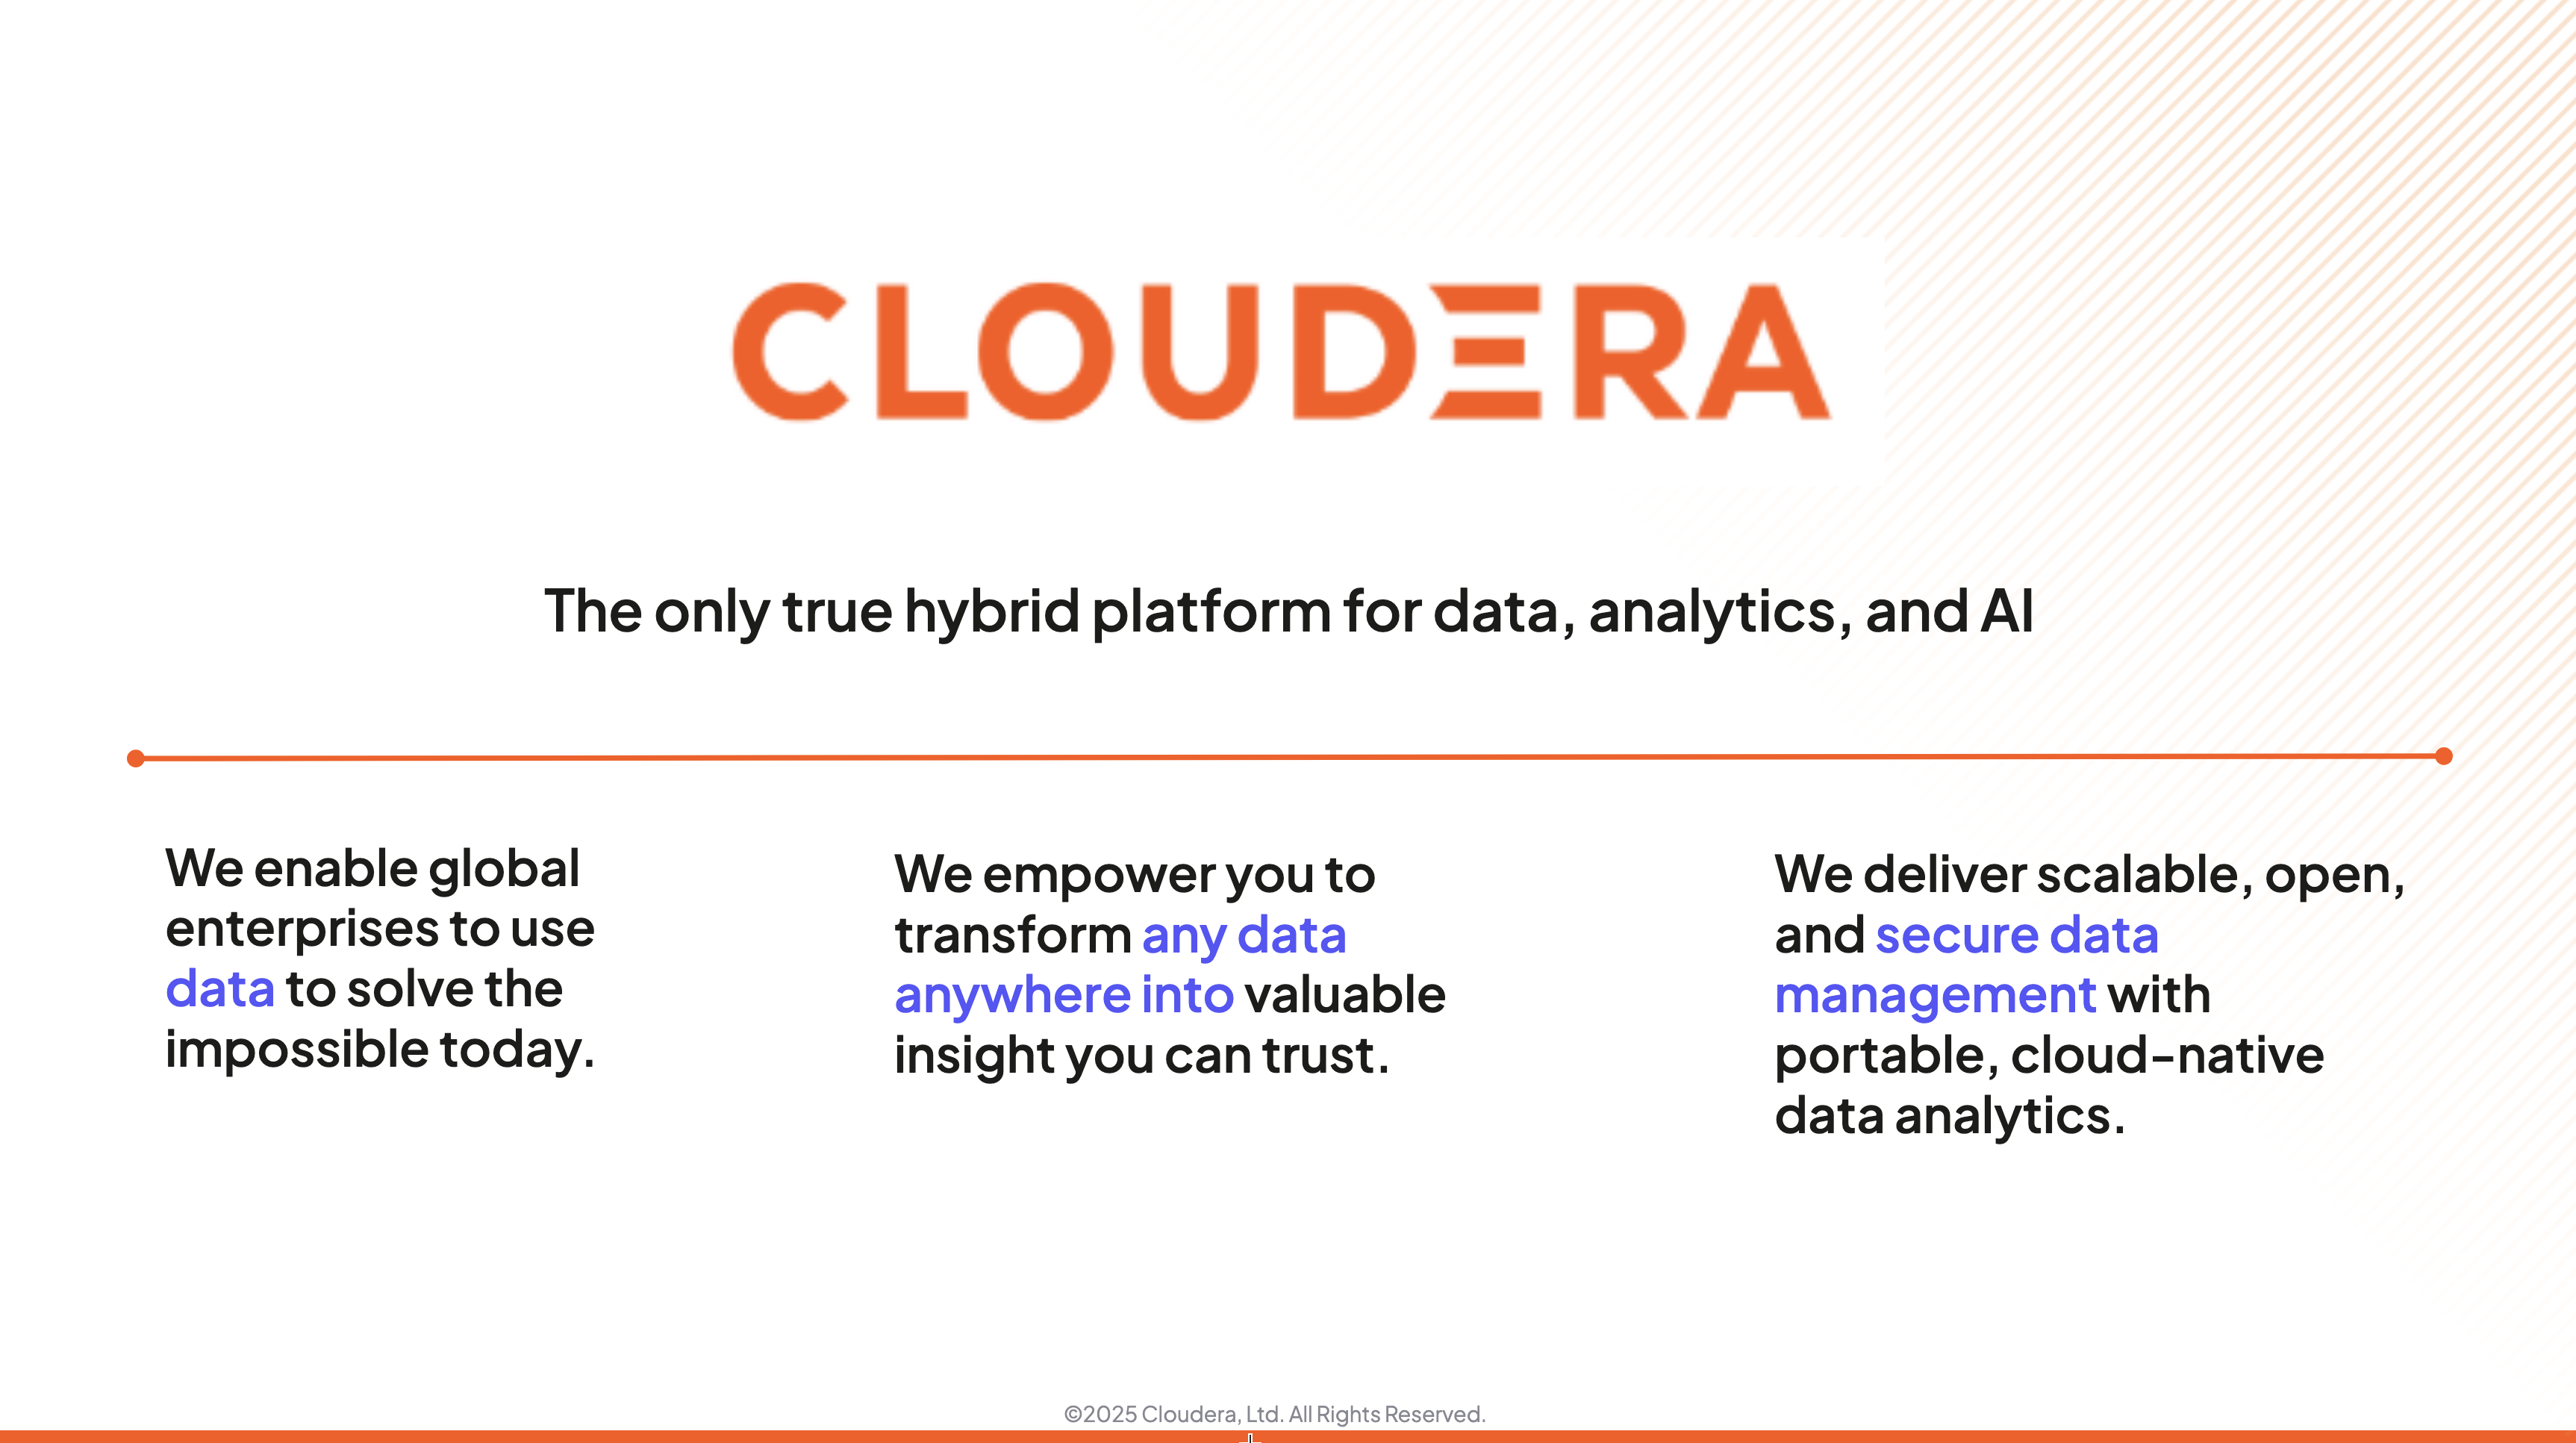 CLOUDERA
The only true hybrid platform for data, analytics, and AI
We enable global
enterprises to use
data to solve the
impossible today.
We empower you to
transform any data
anywhere into valuable
insight you can trust.
We deliver scalable, open,
and secure data
management with
portable, cloud-native
data analytics.
©2025 Cloudera, Ltd. All Rights Reserved.